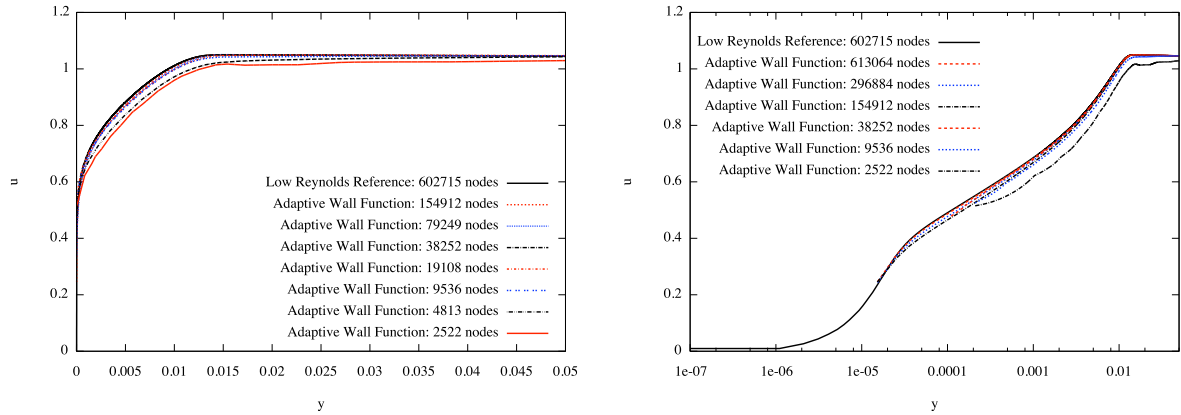 u
1.2
1
0.8
0.6
0.4
0.2
0
Low Reynolds Reference: 602715 nodes
Adaptive Wall Function: 154912 nodes
Adaptive Wall Function: 79249 nodes
Adaptive Wall Function: 38252 nodes
Adaptive Wall Function: 19108 nodes
Adaptive Wall Function: 9536 nodes
Adaptive Wall Function: 4813 nodes
Adaptive Wall Function: 2522 nodes
0 0.005 0.01 0.015 0.02 0.025 0.03 0.035 0.04 0.045 0.05
y
u
1.2
1
0.8
0.6
0.4
0.2
0
Low Reynolds Reference: 602715 nodes
Adaptive Wall Function: 613064 nodes
Adaptive Wall Function: 296884 nodes
Adaptive Wall Function: 154912 nodes
Adaptive Wall Function: 38252 nodes
Adaptive Wall Function: 9536 nodes
Adaptive Wall Function: 2522 nodes
1e-07 1e-06 1e-05 0.0001 0.001 0.01
y